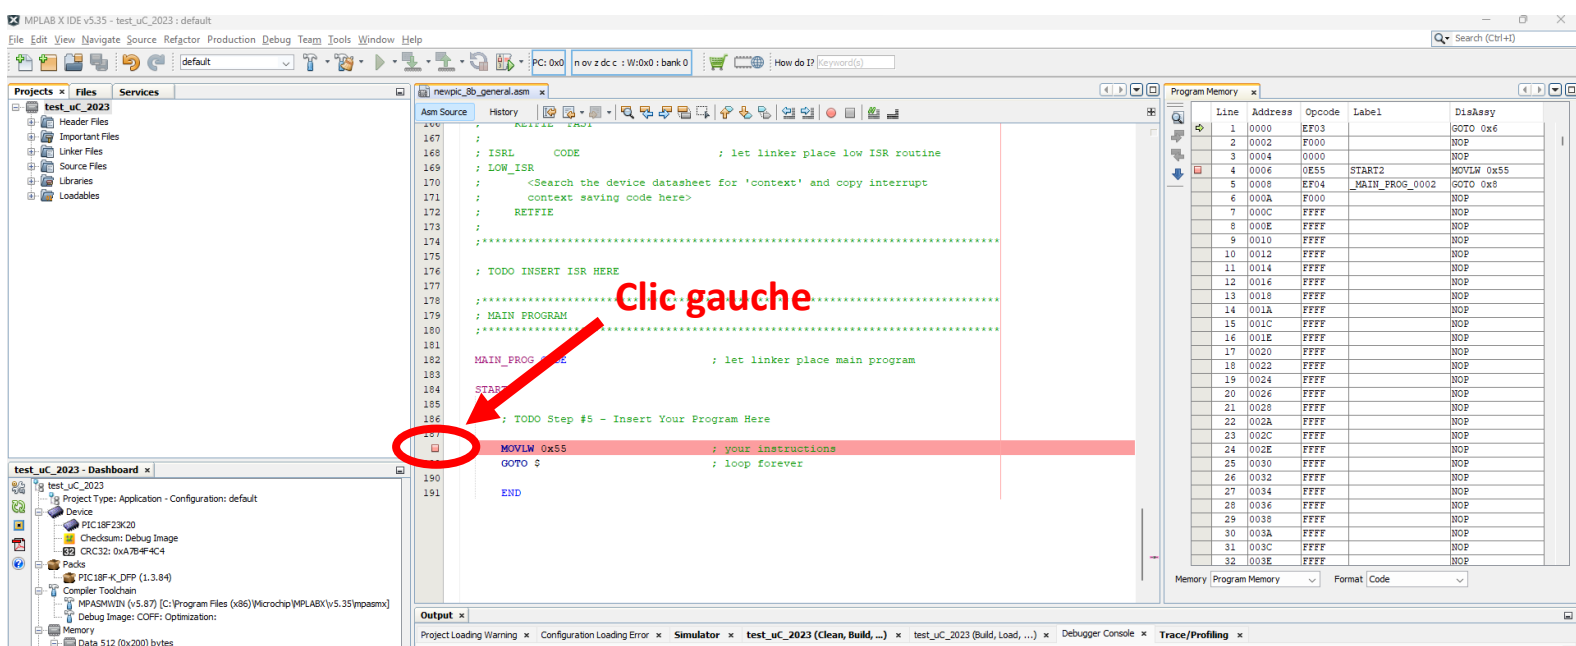 MPLAB X IDE v5.35 - test_uC_2023 : default
File Edit View Navigate Source Refactor Production Debug Team Tools Window Help
Search (Ctrl+I)
default
PC: 0x0
n ov z dc c : W:0x0 : bank 0
How do I? Keyword(s)
Projects Files Services
test_uC_2023
Header Files
Important Files
Linker Files
Source Files
Libraries
Loadables
test_uC_2023 - Dashboard
test_uC_2023
Project Type: Application - Configuration: default
Device
PIC18F23K20
Checksum: Debug Image
CRC32: 0xA7B4F4C4
Packs
PIC18F-K_DFP (1.3.84)
Compiler Toolchain
MPASMWIN (v5.87) [C:\Program Files (x86)\Microchip\MPLABX\v5.35\mpasmx]
Debug Image: COFF: Optimization:
Memory
Data 512 (0x200) bytes
newpic_8b_general.asm
Asm Source History
166 ; RETFIE FAST
167 ;
168 ; ISRL CODE ; let linker place low ISR routine
169 ; LOW_ISR
170 ; <Search the device datasheet for 'context' and copy interrupt
171 ; context saving code here>
172 ; RETFIE
173 ;
174 ;*******************************************************************************
175
176 ; TODO INSERT ISR HERE
177
178 ;*******************************************************************************
179 ; MAIN PROGRAM
180 ;*******************************************************************************
181
182 MAIN_PROG CODE ; let linker place main program
183
184 START
185
186 ; TODO Step #5 - Insert Your Program Here
187
MOVLW 0x55 ; your instructions
GOTO $ ; loop forever
190
191 END
Clic gauche
Program Memory
Line Address Opcode Label DisAssy
1 0000 EF03 GOTO 0x6
2 0002 F000 NOP
3 0004 0000 NOP
4 0006 0E55 START2 MOVLW 0x55
5 0008 EF04 _MAIN_PROG_0002 GOTO 0x8
6 000A F000 NOP
7 000C FFFF NOP
8 000E FFFF NOP
9 0010 FFFF NOP
10 0012 FFFF NOP
11 0014 FFFF NOP
12 0016 FFFF NOP
13 0018 FFFF NOP
14 001A FFFF NOP
15 001C FFFF NOP
16 001E FFFF NOP
17 0020 FFFF NOP
18 0022 FFFF NOP
19 0024 FFFF NOP
20 0026 FFFF NOP
21 0028 FFFF NOP
22 002A FFFF NOP
23 002C FFFF NOP
24 002E FFFF NOP
25 0030 FFFF NOP
26 0032 FFFF NOP
27 0034 FFFF NOP
28 0036 FFFF NOP
29 0038 FFFF NOP
30 003A FFFF NOP
31 003C FFFF NOP
32 003E FFFF NOP
Memory Program Memory Format Code
Output
Project Loading Warning Configuration Loading Error Simulator test_uC_2023 (Clean, Build, ...) test_uC_2023 (Build, Load, ...) Debugger Console Trace/Profiling